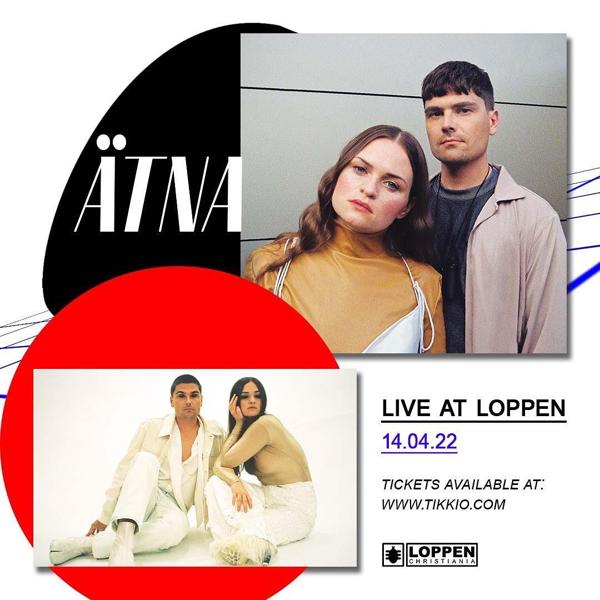 ÄTNA
LIVE AT LOPPEN
14.04.22
TICKETS AVAILABLE AT:
WWW.TIKKIO.COM
LOPPEN
CHRISTIANIA